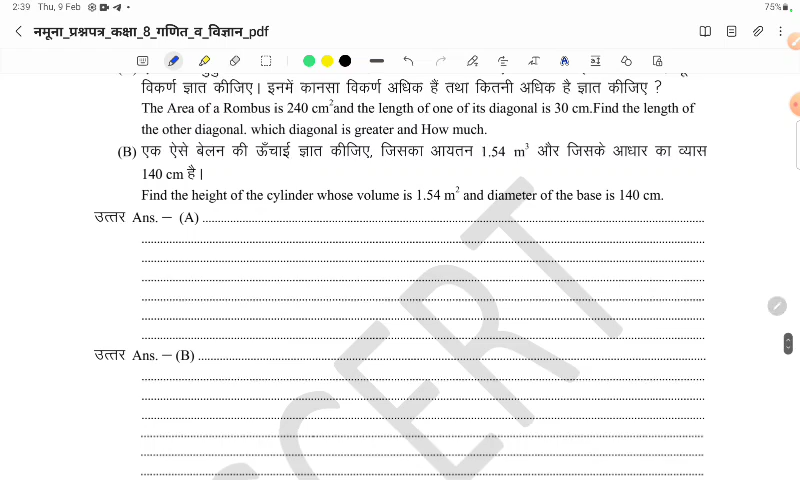 2:39 Thu, 9 Feb
75%
नमूना_प्रश्नपत्र_कक्षा_8_गणित_व_विज्ञान_pdf
विकर्ण ज्ञात कीजिए। इनमें कौनसा विकर्ण अधिक हैं तथा कितनी अधिक है ज्ञात कीजिए ?
The Area of a Rombus is 240 cm²and the length of one of its diagonal is 30 cm.Find the length of
the other diagonal. which diagonal is greater and How much.
(B) एक ऐसे बेलन की ऊँचाई ज्ञात कीजिए, जिसका आयतन 1.54 m³ और जिसके आधार का व्यास
140 cm है।
Find the height of the cylinder whose volume is 1.54 m² and diameter of the base is 140 cm.
उत्तर Ans. – (A)
उत्तर Ans. – (B)
SCERT